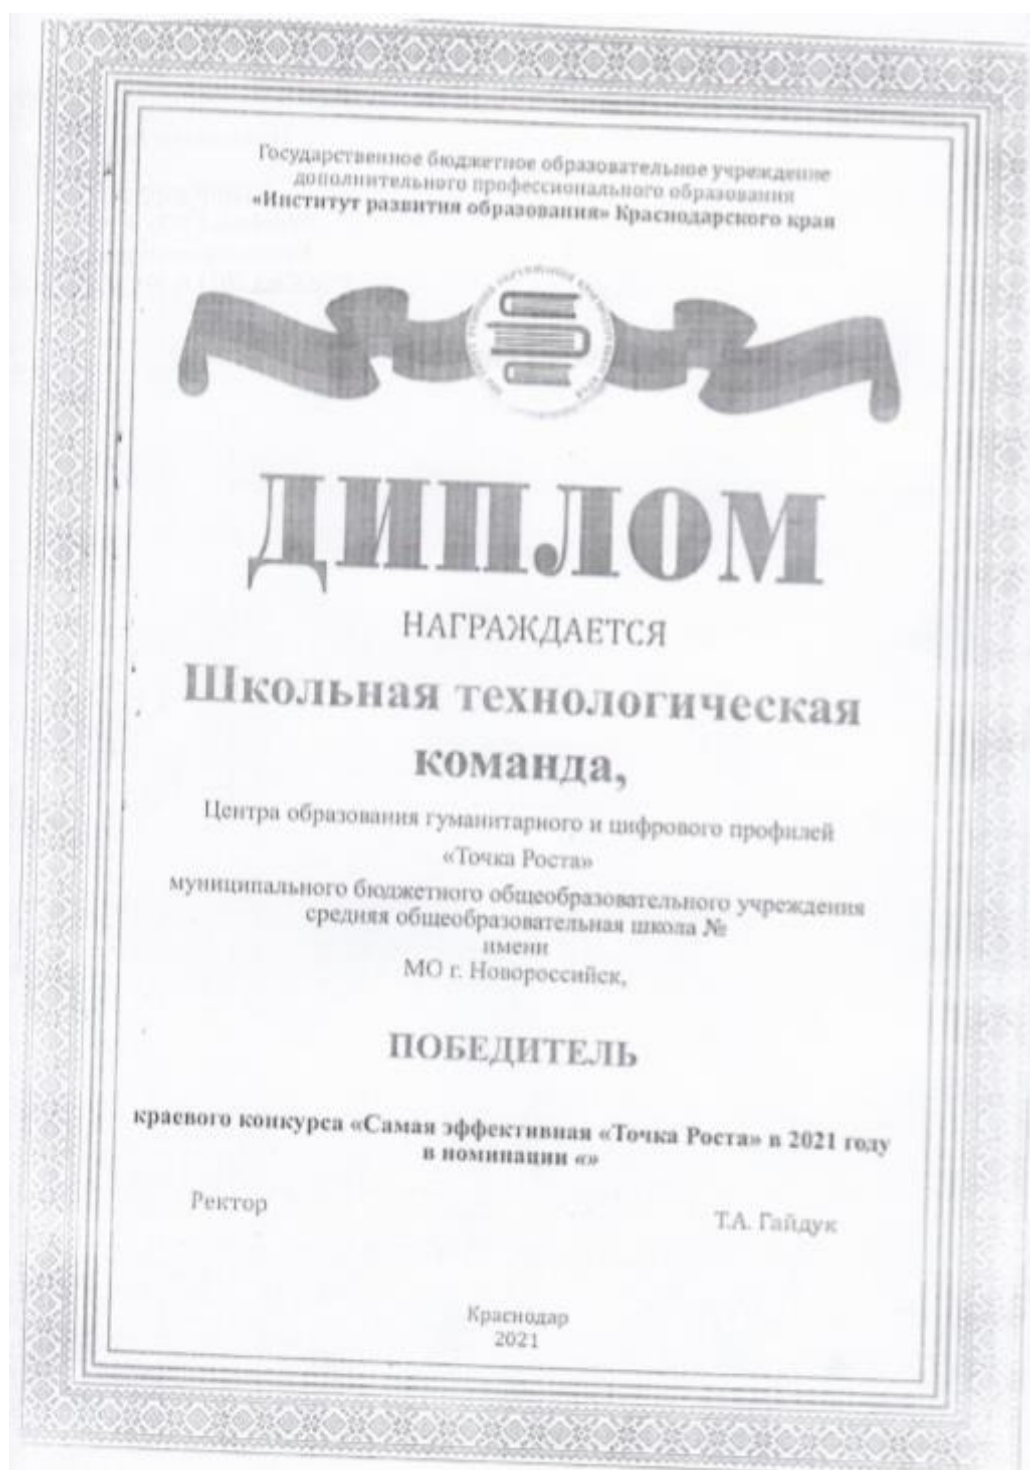 Государственное бюджетное образовательное учреждение
дополнительного профессионального образования
«Институт развития образования» Краснодарского края
ДИПЛОМ
НАГРАЖДАЕТСЯ
Школьная технологическая
команда,
Центра образования гуманитарного и цифрового профилей
«Точка Роста»
муниципального бюджетного общеобразовательного учреждения
средняя общеобразовательная школа №
имени
МО г. Новороссийск,
ПОБЕДИТЕЛЬ
краевого конкурса «Самая эффективная «Точка Роста» в 2021 году
в номинации «»
Ректор
Т.А. Гайдук
Краснодар
2021